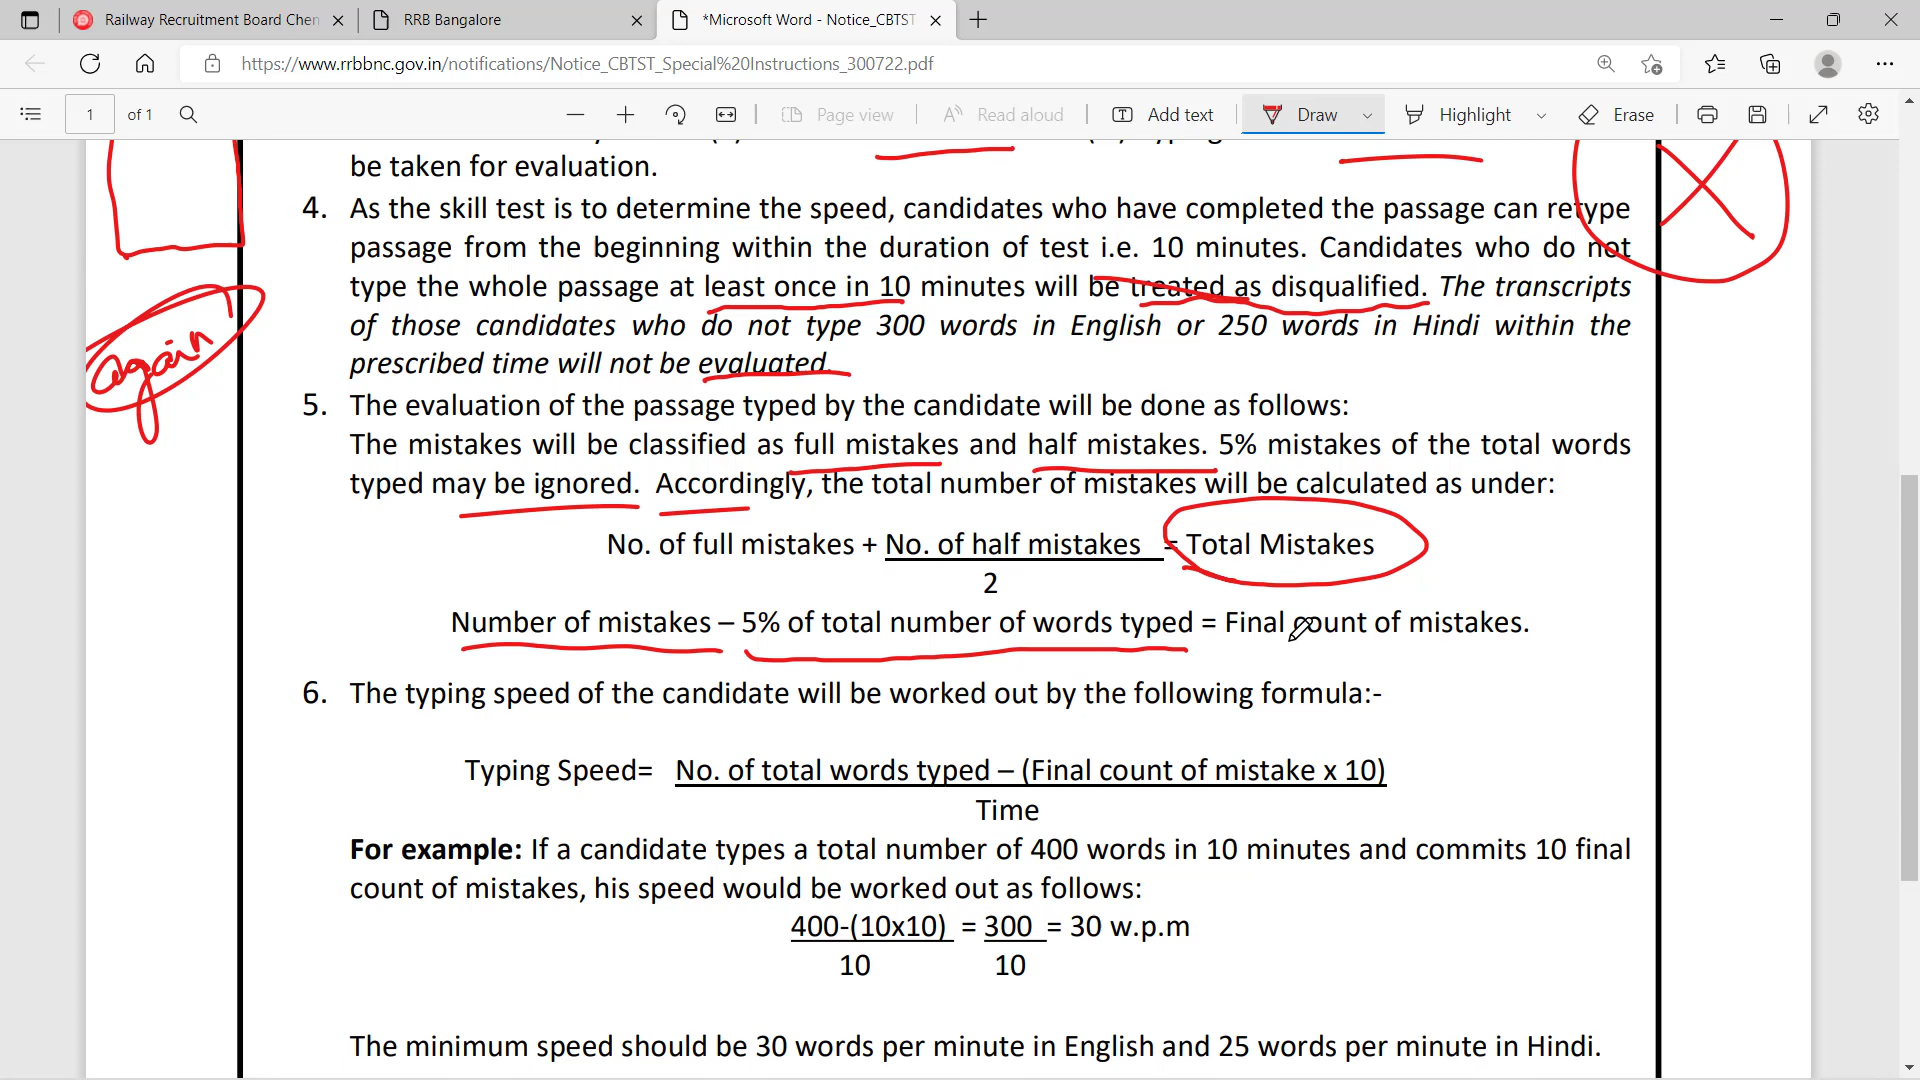 Railway Recruitment Board Chen
RRB Bangalore
*Microsoft Word - Notice_CBTST
https://www.rrbbnc.gov.in/notifications/Notice_CBTST_Special%20Instructions_300722.pdf
1 of 1
Page view
Read aloud
Add text
Draw
Highlight
Erase
be taken for evaluation.
4. As the skill test is to determine the speed, candidates who have completed the passage can retype
passage from the beginning within the duration of test i.e. 10 minutes. Candidates who do not
type the whole passage at least once in 10 minutes will be treated as disqualified. The transcripts
of those candidates who do not type 300 words in English or 250 words in Hindi within the
prescribed time will not be evaluated.
again
5. The evaluation of the passage typed by the candidate will be done as follows:
The mistakes will be classified as full mistakes and half mistakes. 5% mistakes of the total words
typed may be ignored. Accordingly, the total number of mistakes will be calculated as under:
No. of full mistakes + No. of half mistakes = Total Mistakes
2
Number of mistakes – 5% of total number of words typed = Final count of mistakes.
6. The typing speed of the candidate will be worked out by the following formula:-
Typing Speed= No. of total words typed – (Final count of mistake x 10)
Time
For example: If a candidate types a total number of 400 words in 10 minutes and commits 10 final
count of mistakes, his speed would be worked out as follows:
400-(10x10) = 300 = 30 w.p.m
10 10
The minimum speed should be 30 words per minute in English and 25 words per minute in Hindi.